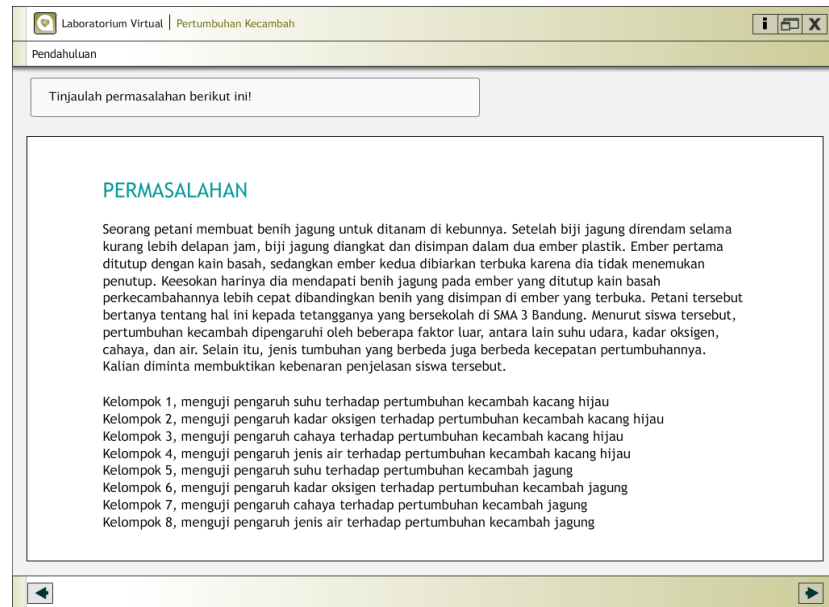 Laboratorium Virtual | Pertumbuhan Kecambah
i X
Pendahuluan
Tinjaulah permasalahan berikut ini!
PERMASALAHAN
Seorang petani membuat benih jagung untuk ditanam di kebunnya. Setelah biji jagung direndam selama
kurang lebih delapan jam, biji jagung diangkat dan disimpan dalam dua ember plastik. Ember pertama
ditutup dengan kain basah, sedangkan ember kedua dibiarkan terbuka karena dia tidak menemukan
penutup. Keesokan harinya dia mendapati benih jagung pada ember yang ditutup kain basah
perkecambahannya lebih cepat dibandingkan benih yang disimpan di ember yang terbuka. Petani tersebut
bertanya tentang hal ini kepada tetangganya yang bersekolah di SMA 3 Bandung. Menurut siswa tersebut,
pertumbuhan kecambah dipengaruhi oleh beberapa faktor luar, antara lain suhu udara, kadar oksigen,
cahaya, dan air. Selain itu, jenis tumbuhan yang berbeda juga berbeda kecepatan pertumbuhannya.
Kalian diminta membuktikan kebenaran penjelasan siswa tersebut.
Kelompok 1, menguji pengaruh suhu terhadap pertumbuhan kecambah kacang hijau
Kelompok 2, menguji pengaruh kadar oksigen terhadap pertumbuhan kecambah kacang hijau
Kelompok 3, menguji pengaruh cahaya terhadap pertumbuhan kecambah kacang hijau
Kelompok 4, menguji pengaruh jenis air terhadap pertumbuhan kecambah kacang hijau
Kelompok 5, menguji pengaruh suhu terhadap pertumbuhan kecambah jagung
Kelompok 6, menguji pengaruh kadar oksigen terhadap pertumbuhan kecambah jagung
Kelompok 7, menguji pengaruh cahaya terhadap pertumbuhan kecambah jagung
Kelompok 8, menguji pengaruh jenis air terhadap pertumbuhan kecambah jagung